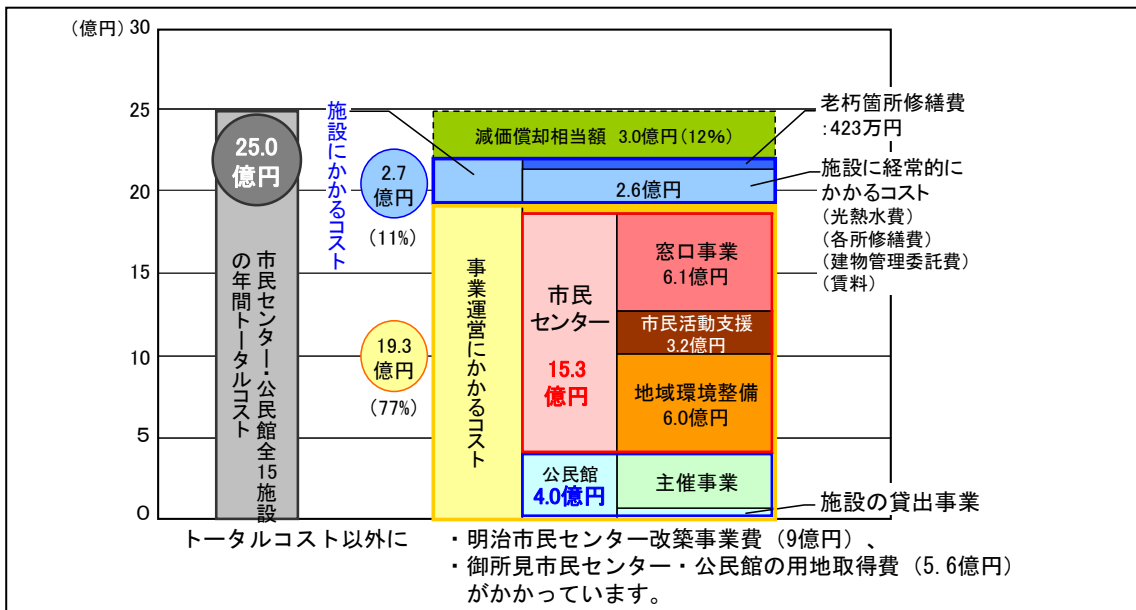 (億円)
30
25
20
15
10
5
0
25.0
億円
市民センター・公民館全15施設
の年間トータルコスト
施設にかかるコスト
2.7
億円
(11%)
19.3
億円
(77%)
減価償却相当額 3.0億円(12%)
2.6億円
事業運営にかかるコスト
市民
センター
15.3
億円
窓口事業
6.1億円
市民活動支援
3.2億円
地域環境整備
6.0億円
公民館
4.0億円
主催事業
老朽箇所修繕費
:423万円
施設に経常的に
かかるコスト
(光熱水費)
(各所修繕費)
(建物管理委託費)
(賃料)
施設の貸出事業
トータルコスト以外に
・明治市民センター改築事業費(9億円)、
・御所見市民センター・公民館の用地取得費(5.6億円)
がかかっています。